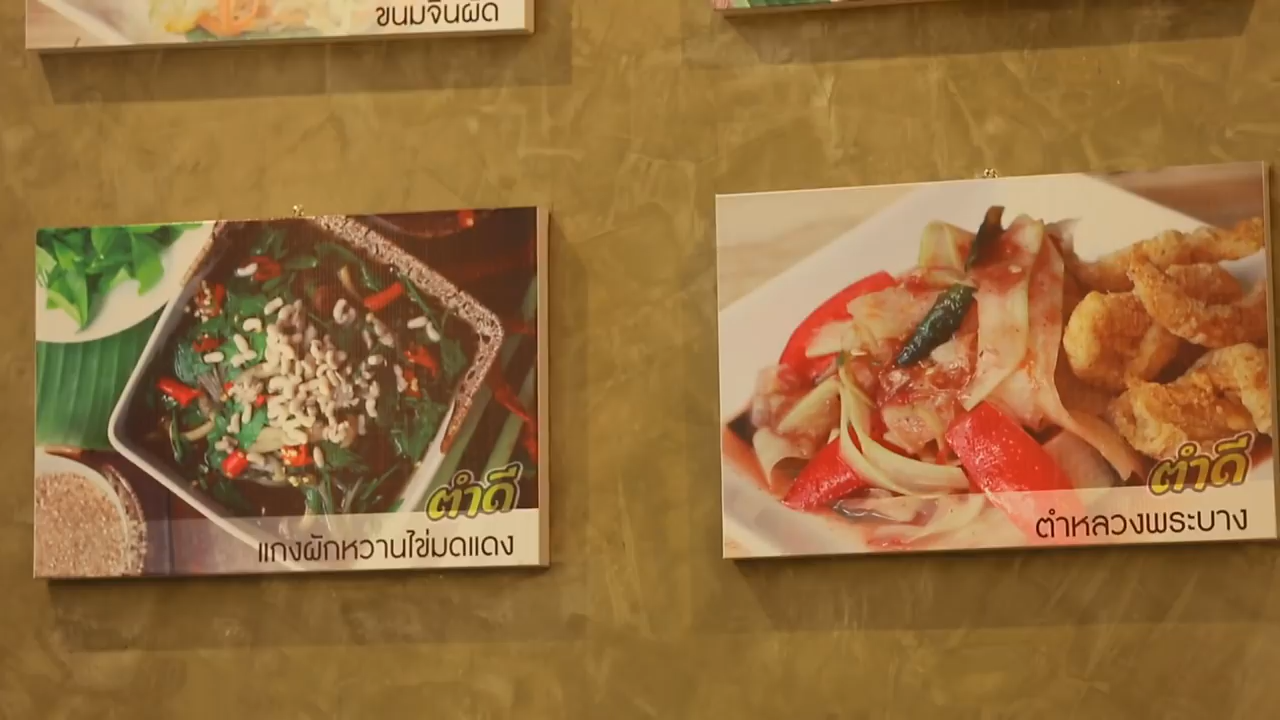 ขนมจีนผัด
ตำดี
แกงผักหวานไข่มดแดง
ตำดี
ตำหลวงพระบาง